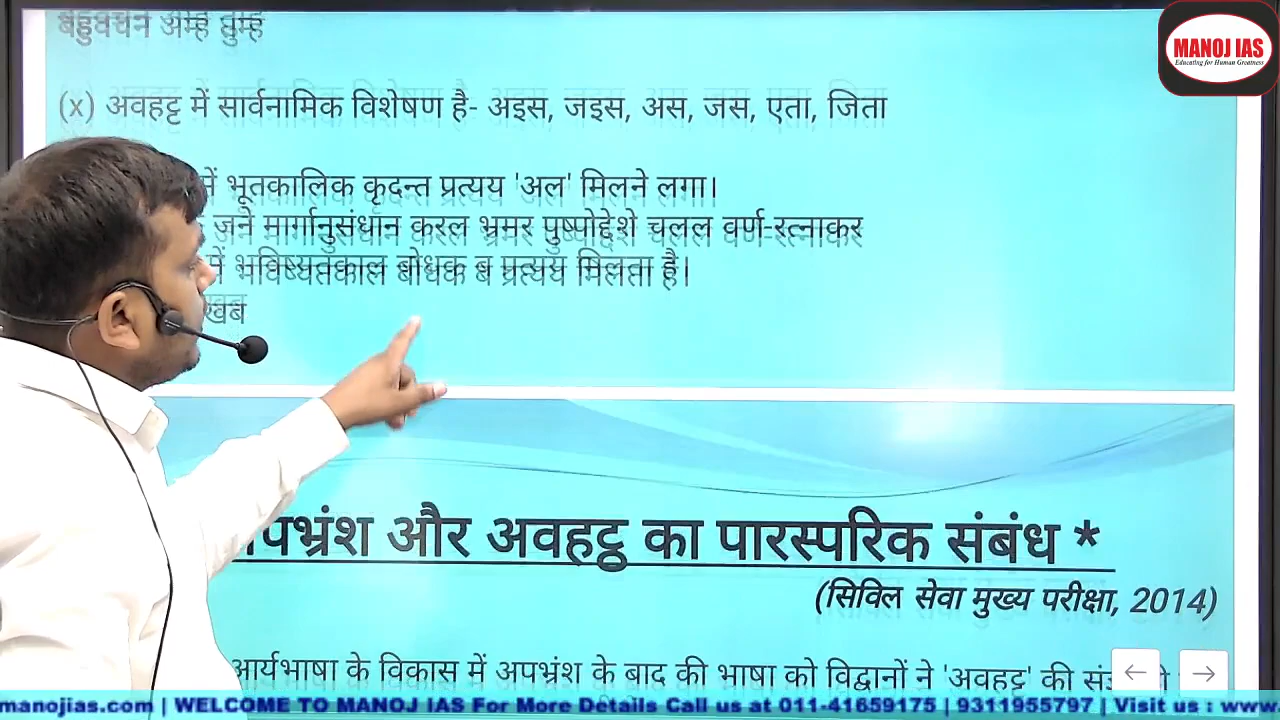 बहुवचन अम्ह तुम्ह
MANOJ IAS
Educating for Human Greatness
(x) अवहट्ट में सार्वनामिक विशेषण है- अइस, जइस, अस, जस, एता, जिता
में भूतकालिक कृदन्त प्रत्यय 'अल' मिलने लगा।
जने मार्गानुसंधान करल भ्रमर पुष्पोद्देशे चलल वर्ण-रत्नाकर
में भविष्यतकाल बोधक ब प्रत्यय मिलता है।
खब
अपभ्रंश और अवहट्ठ का पारस्परिक संबंध *
(सिविल सेवा मुख्य परीक्षा, 2014)
आर्यभाषा के विकास में अपभ्रंश के बाद की भाषा को विद्वानों ने 'अवहट्ट' की
manojias.com | WELCOME TO MANOJ IAS For More Details Call us at 011-41659175 | 9311955797 | Visit us : www.